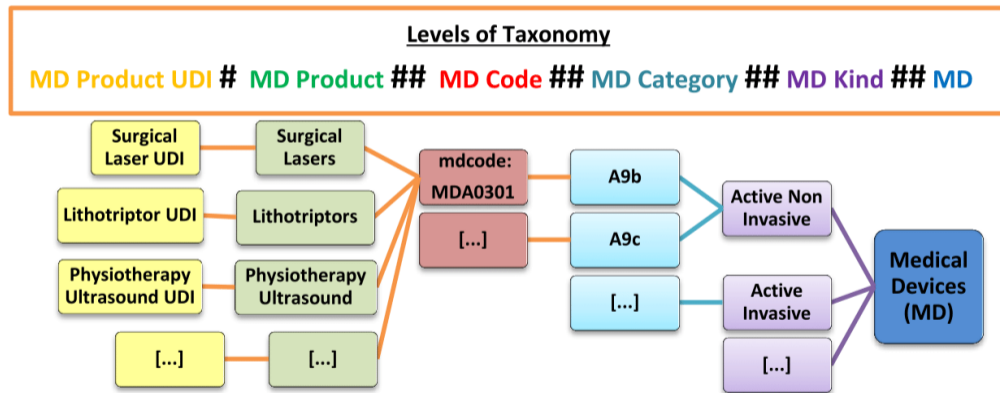 Levels of Taxonomy
MD Product UDI # MD Product ## MD Code ## MD Category ## MD Kind ## MD
Surgical
Laser UDI
Surgical
Lasers
mdcode:
MDA0301
A9b
Active Non
Invasive
Lithotriptor UDI
Lithotriptors
[...]
A9c
Medical
Devices
(MD)
Physiotherapy
Ultrasound UDI
Physiotherapy
Ultrasound
[...]
Active
Invasive
[...]
[...]
[...]